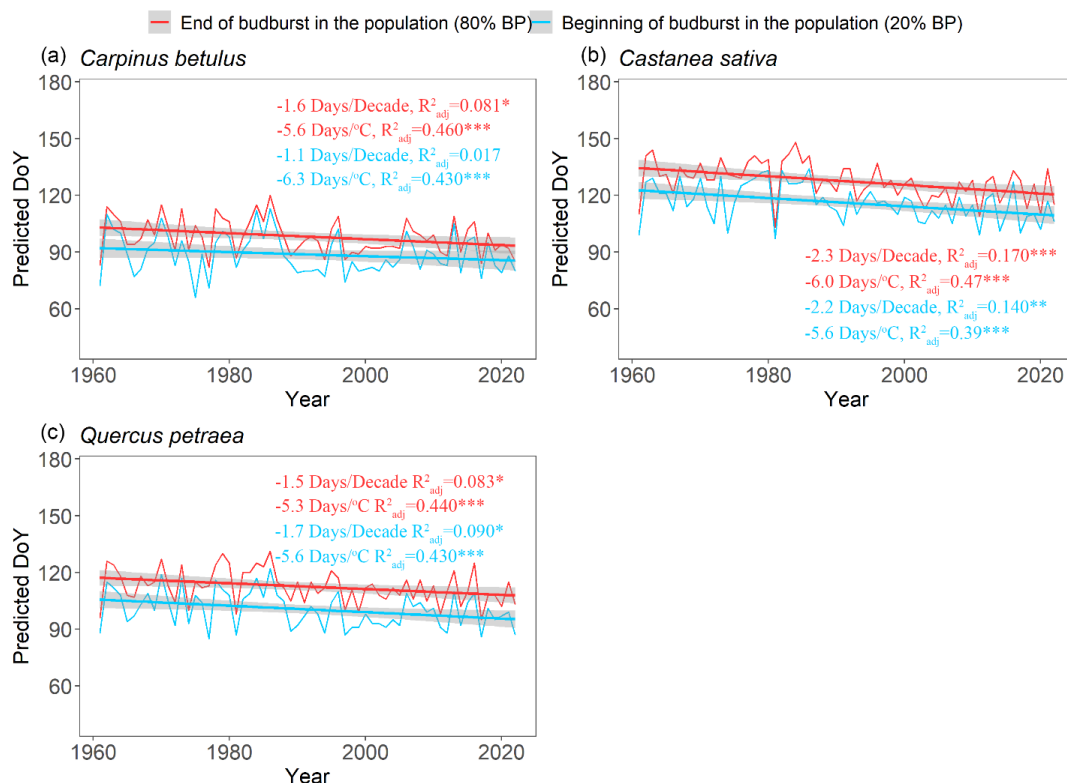 End of budburst in the population (80% BP) Beginning of budburst in the population (20% BP)
(a) Carpinus betulus
180
150
120
90
60
Predicted DoY
-1.6 Days/Decade, R²adj=0.081*
-5.6 Days/°C, R²adj=0.460***
-1.1 Days/Decade, R²adj=0.017
-6.3 Days/°C, R²adj=0.430***
1960 1980 2000 2020
Year
(b) Castanea sativa
180
150
120
90
60
Predicted DoY
-2.3 Days/Decade, R²adj=0.170***
-6.0 Days/°C, R²adj=0.47***
-2.2 Days/Decade, R²adj=0.140**
-5.6 Days/°C, R²adj=0.39***
1960 1980 2000 2020
Year
(c) Quercus petraea
180
150
120
90
60
Predicted DoY
-1.5 Days/Decade R²adj=0.083*
-5.3 Days/°C R²adj=0.440***
-1.7 Days/Decade R²adj=0.090*
-5.6 Days/°C R²adj=0.430***
1960 1980 2000 2020
Year